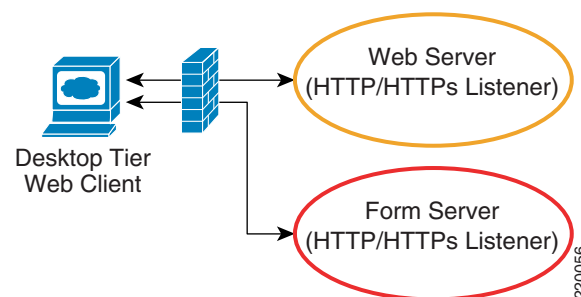 Web Server
(HTTP/HTTPs Listener)
Desktop Tier
Web Client
Form Server
(HTTP/HTTPs Listener)